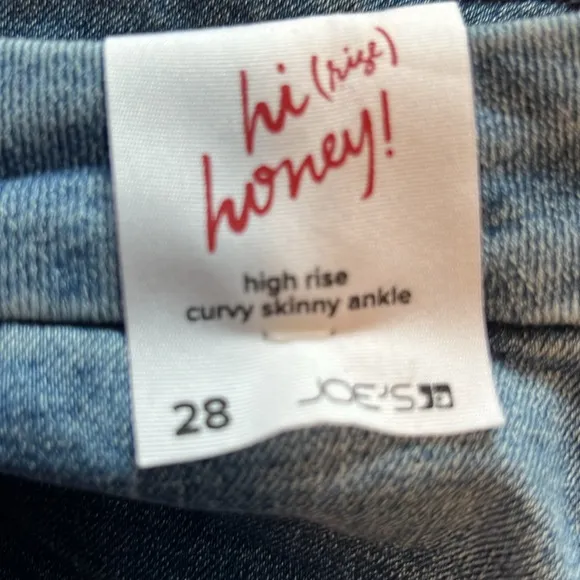 hi (rise)
honey!
high rise
curvy skinny ankle
28
JOE'S